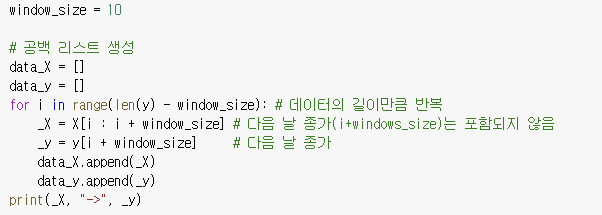 window_size = 10

# 공백 리스트 생성
data_X = []
data_y = []
for i in range(len(y) - window_size): # 데이터의 길이만큼 반복
    _X = X[i : i + window_size] # 다음 날 종가(i+windows_size)는 포함되지 않음
    _y = y[i + window_size]     # 다음 날 종가
    data_X.append(_X)
    data_y.append(_y)
print(_X, "->", _y)